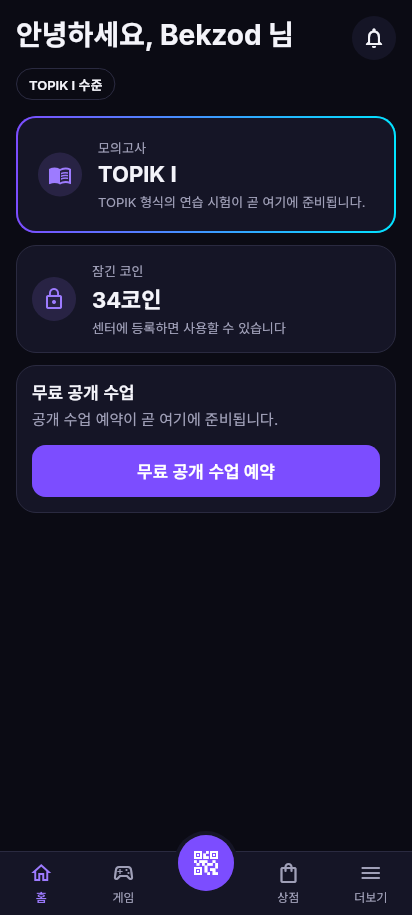 안녕하세요, Bekzod 님
TOPIK I 수준
모의고사
TOPIK I
TOPIK 형식의 연습 시험이 곧 여기에 준비됩니다.
잠긴 코인
34코인
센터에 등록하면 사용할 수 있습니다
무료 공개 수업
공개 수업 예약이 곧 여기에 준비됩니다.
무료 공개 수업 예약
홈
게임
상점
더보기